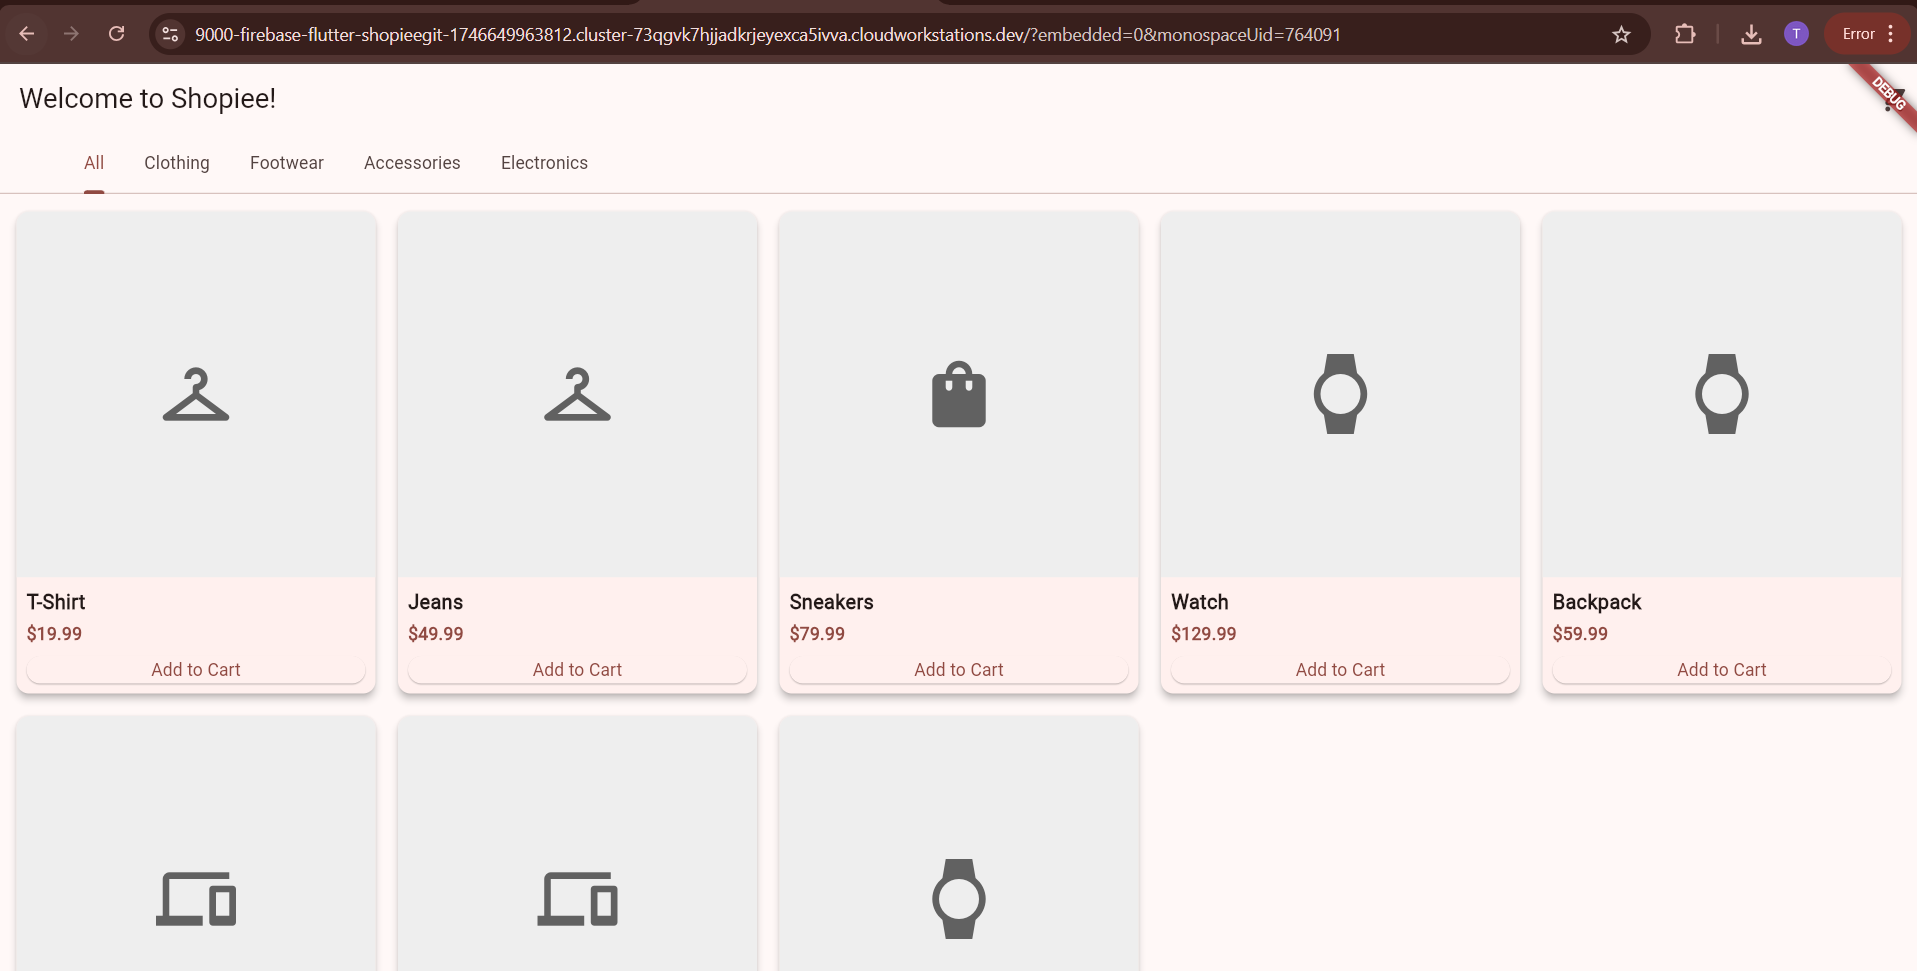 9000-firebase-flutter-shopieegit-1746649963812.cluster-73qgvk7hjjadkrjeyexca5ivva.cloudworkstations.dev/?embedded=0&monospaceUid=764091
T
Error
Welcome to Shopiee!
DEBUG
All Clothing Footwear Accessories Electronics
T-Shirt Jeans Sneakers Watch Backpack
$19.99 $49.99 $79.99 $129.99 $59.99
Add to Cart Add to Cart Add to Cart Add to Cart Add to Cart